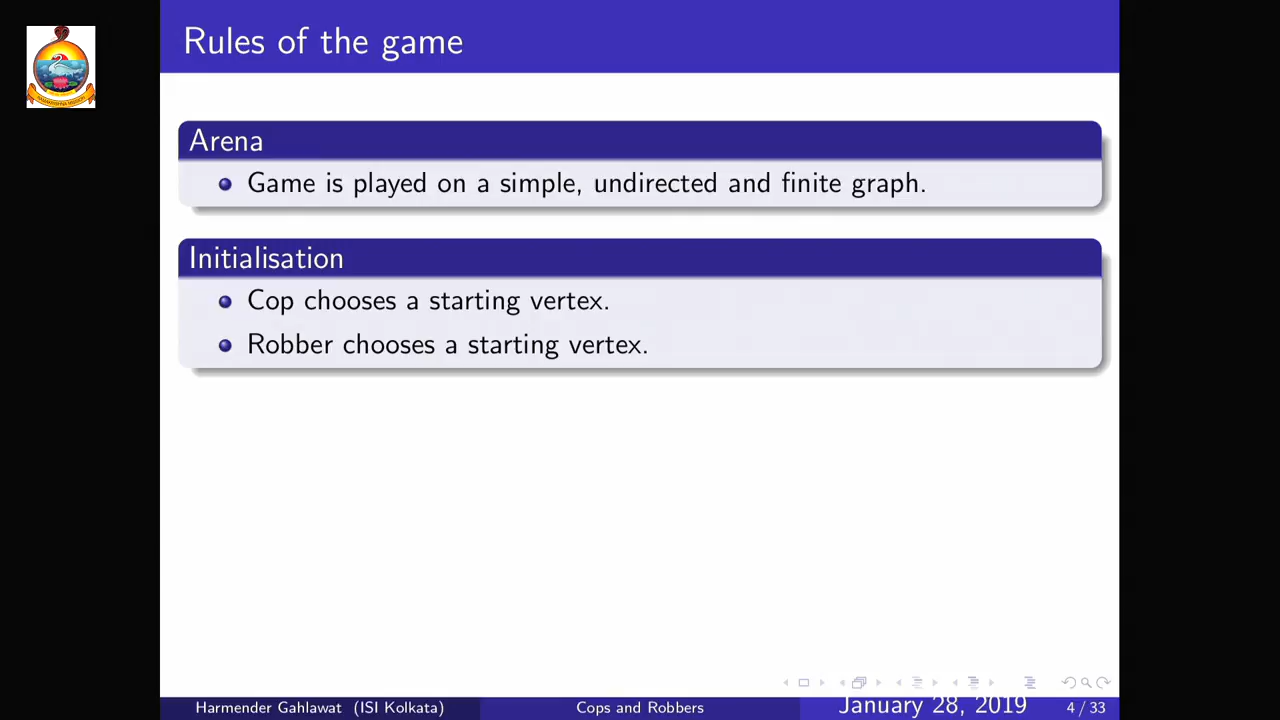 Rules of the game
Arena
Game is played on a simple, undirected and finite graph.
Initialisation
Cop chooses a starting vertex.
Robber chooses a starting vertex.
Harmender Gahlawat (ISI Kolkata)
Cops and Robbers
January 28, 2019
4 / 33